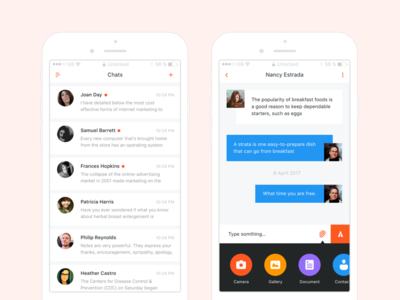 Chats
Joan Day
I have detailed below the most cost
effective forms of internet marketing to
Samuel Barrett
Every new computer that's brought home
from the store has an operating system
Frances Hopkins
The collapse of the online-advertising
market in 2001 made marketing on the
Patricia Harris
Have you ever wondered if what you know
about herbal breast enlargement is
Philip Reynolds
Notes are very powerful. They express your
thanks, encouragement, sympathy, apology,
Heather Castro
The Centers for Disease Control &
Prevention (CDC) on Saturday began
Nancy Estrada
The popularity of breakfast foods is
a good reason to keep dependable
starters, such as eggs
A strata is one easy-to-prepare dish
that can go from breakfast
8 April 2017
What time you are free
Type somthing...
Camera
Gallery
Document
Contac